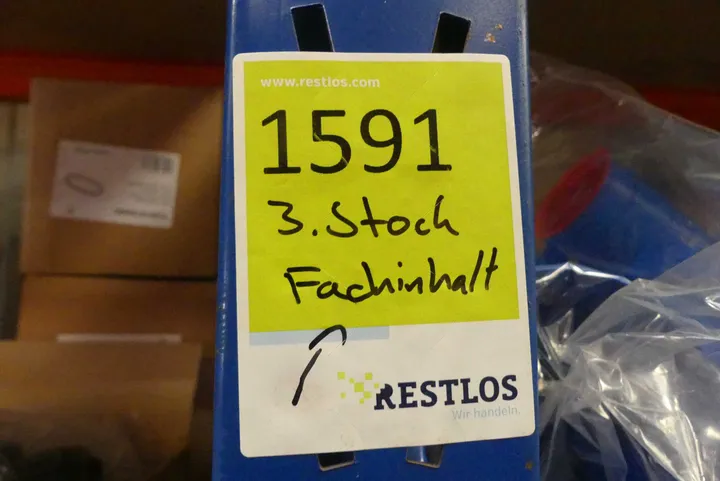 www.restlos.com
1591
3. Stock
Fachinhalt
RESTLOS
Wir handeln.